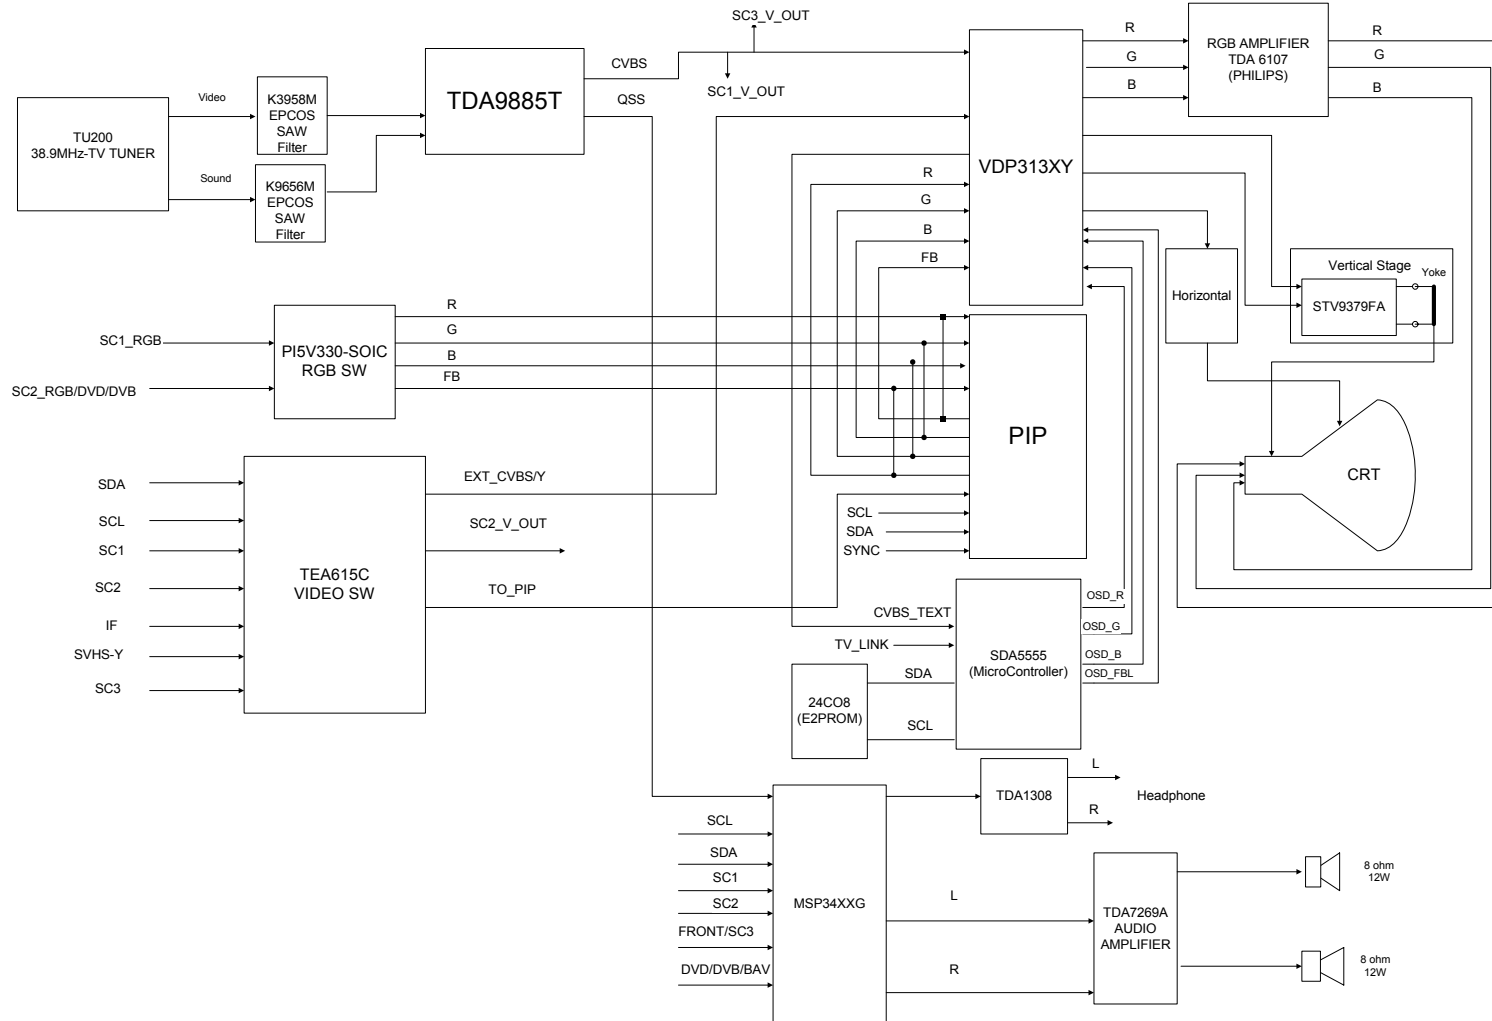 SC3_V_OUT
CVBS
SC1_V_OUT
QSS
R
G
B
RGB AMPLIFIER
TDA 6107
(PHILIPS)
R
G
B
TU200
38.9MHz-TV TUNER
Video
Sound
K3958M
EPCOS
SAW
Filter
K9656M
EPCOS
SAW
Filter
TDA9885T
VDP313XY
R
G
B
FB
Horizontal
Vertical Stage
Yoke
STV9379FA
SC1_RGB
SC2_RGB/DVD/DVB
PI5V330-SOIC
RGB SW
R
G
B
FB
PIP
CRT
SDA
SCL
SC1
SC2
IF
SVHS-Y
SC3
TEA615C
VIDEO SW
EXT_CVBS/Y
SC2_V_OUT
TO_PIP
SCL
SDA
SYNC
CVBS_TEXT
TV_LINK
SDA
SCL
24CO8
(E2PROM)
SDA5555
(MicroController)
OSD_R
OSD_G
OSD_B
OSD_FBL
TDA1308
L
R
Headphone
SCL
SDA
SC1
SC2
FRONT/SC3
DVD/DVB/BAV
MSP34XXG
L
R
TDA7269A
AUDIO
AMPLIFIER
8 ohm
12W
8 ohm
12W